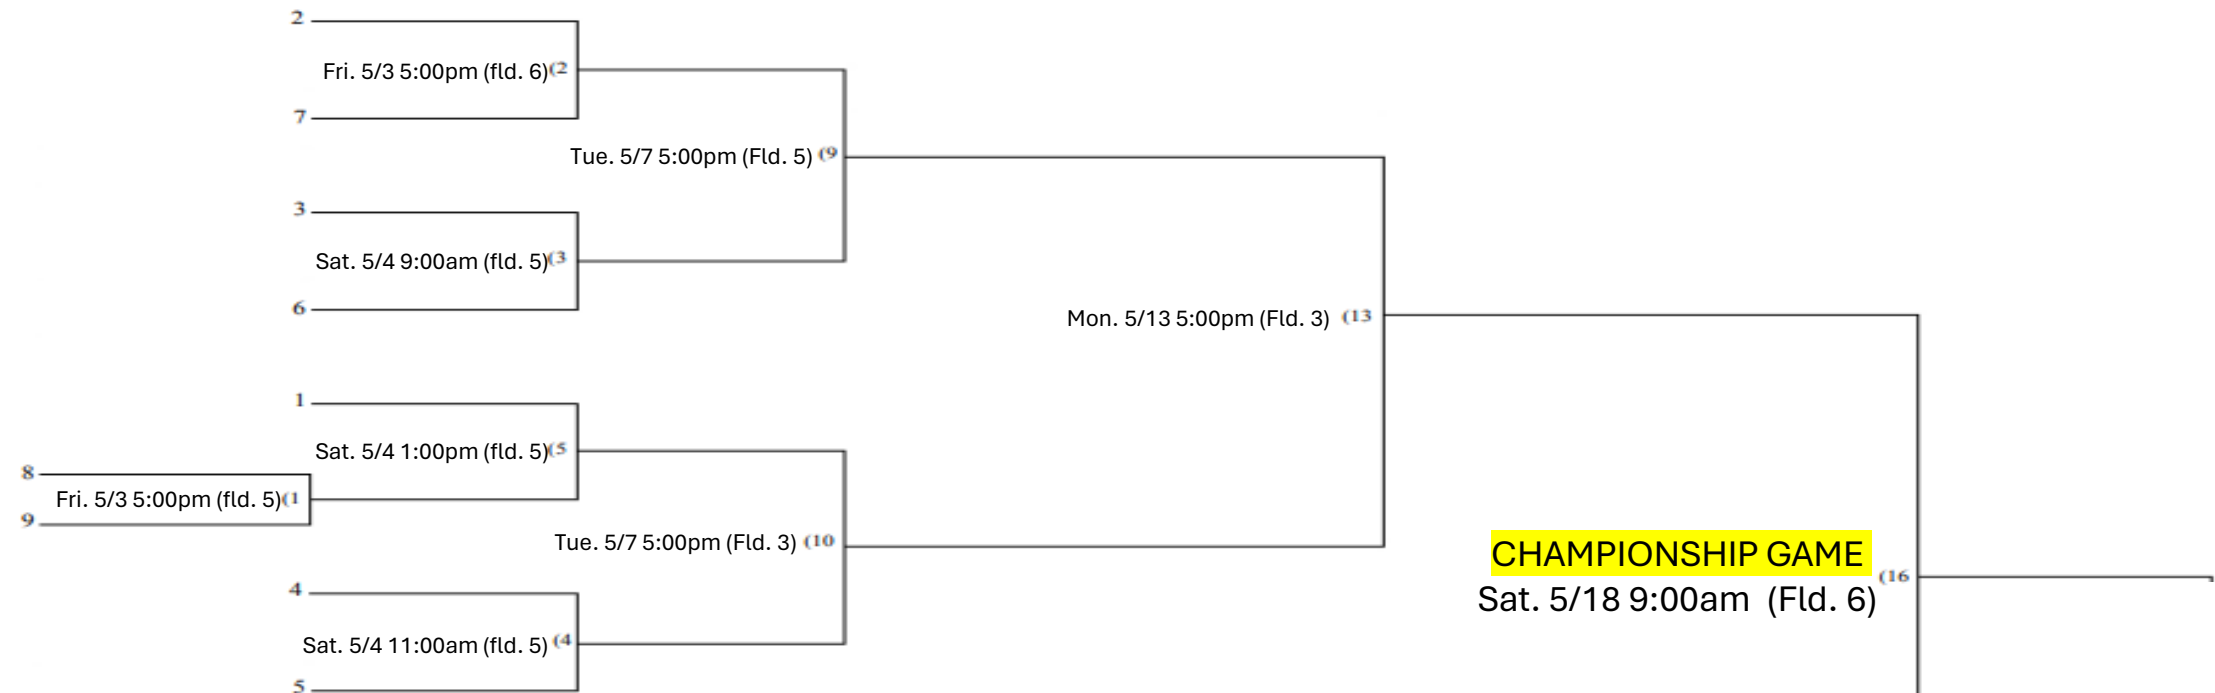 2
Fri. 5/3 5:00pm (fld. 6)(2
7
Tue. 5/7 5:00pm (Fld. 5) (9
3
Sat. 5/4 9:00am (fld. 5)(3
6
Mon. 5/13 5:00pm (Fld. 3) (13
1
Sat. 5/4 1:00pm (fld. 5)(5
8
Fri. 5/3 5:00pm (fld. 5)(1
9
Tue. 5/7 5:00pm (Fld. 3) (10
CHAMPIONSHIP GAME
(16
Sat. 5/18 9:00am (Fld. 6)
4
Sat. 5/4 11:00am (fld. 5) (4
5